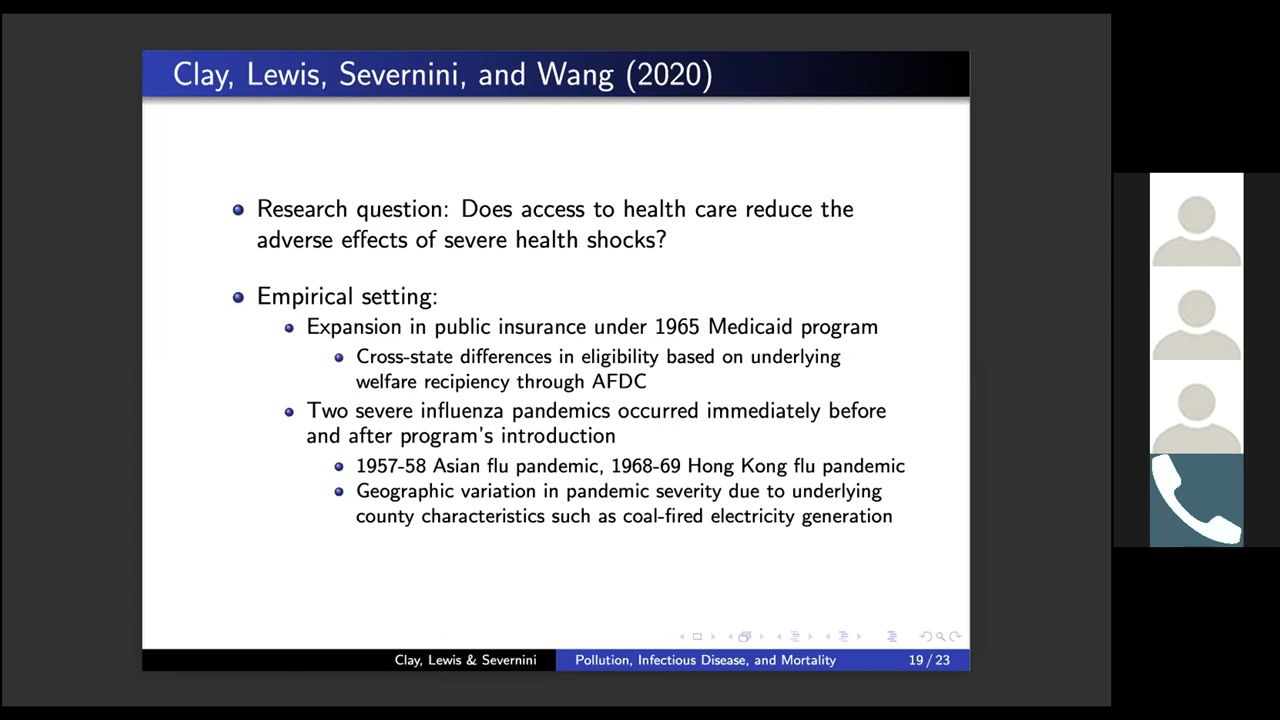 Clay, Lewis, Severnini, and Wang (2020)
Research question: Does access to health care reduce the
adverse effects of severe health shocks?
Empirical setting:
Expansion in public insurance under 1965 Medicaid program
Cross-state differences in eligibility based on underlying
welfare recipiency through AFDC
Two severe influenza pandemics occurred immediately before
and after program's introduction
1957-58 Asian flu pandemic, 1968-69 Hong Kong flu pandemic
Geographic variation in pandemic severity due to underlying
county characteristics such as coal-fired electricity generation
Clay, Lewis & Severnini Pollution, Infectious Disease, and Mortality 19 / 23